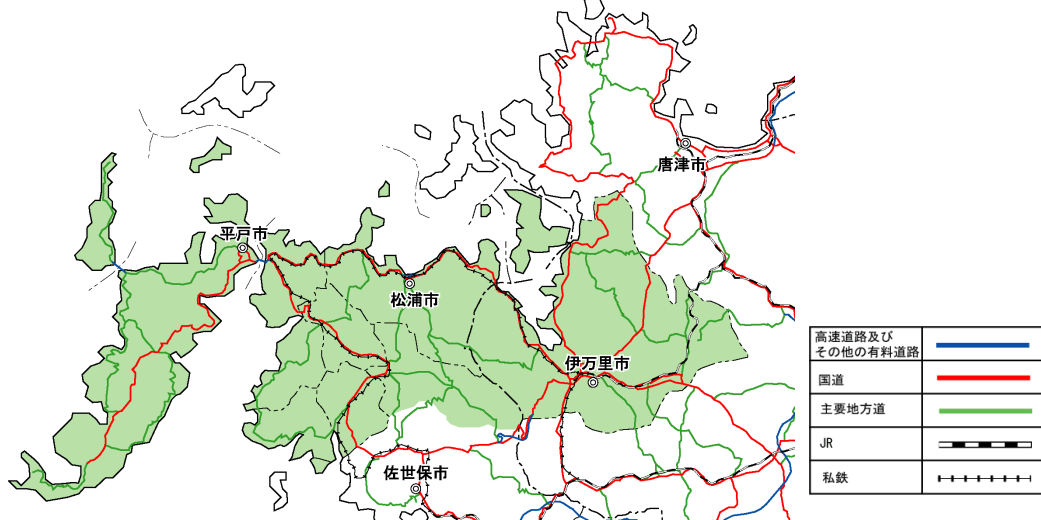 唐津市
平戸市
松浦市
伊万里市
佐世保市
高速道路及び
その他の有料道路
国道
主要地方道
JR
私鉄